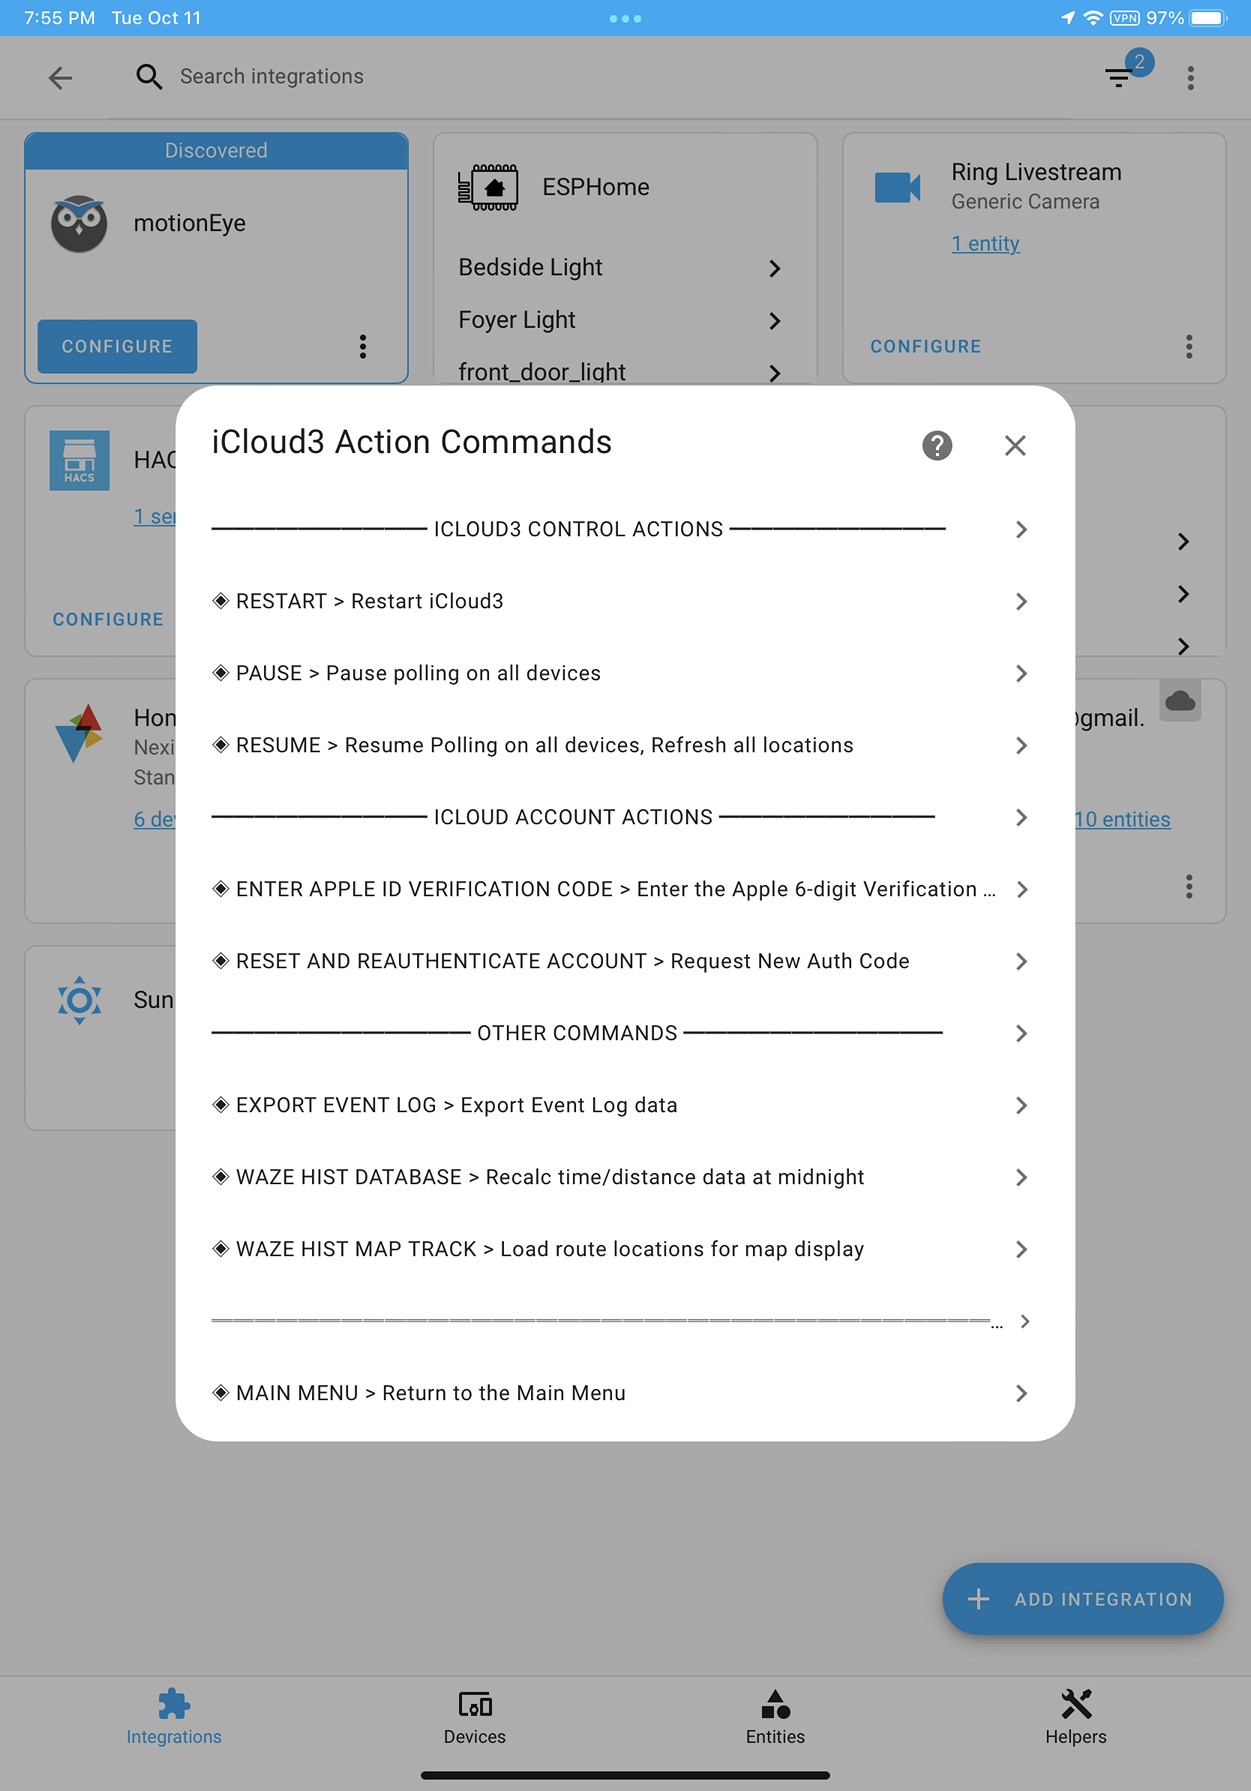 7:55 PM Tue Oct 11
VPN 97%
Search integrations
2
Discovered
motionEye
CONFIGURE
ESPHome
Bedside Light
Foyer Light
front_door_light
Ring Livestream
Generic Camera
1 entity
CONFIGURE
HACS
HAC
1 ser
CONFIGURE
Hon
Nexi
Stan
6 dev
@gmail.
10 entities
Sun
iCloud3 Action Commands
ICLOUD3 CONTROL ACTIONS
◈ RESTART > Restart iCloud3
◈ PAUSE > Pause polling on all devices
◈ RESUME > Resume Polling on all devices, Refresh all locations
ICLOUD ACCOUNT ACTIONS
◈ ENTER APPLE ID VERIFICATION CODE > Enter the Apple 6-digit Verification …
◈ RESET AND REAUTHENTICATE ACCOUNT > Request New Auth Code
OTHER COMMANDS
◈ EXPORT EVENT LOG > Export Event Log data
◈ WAZE HIST DATABASE > Recalc time/distance data at midnight
◈ WAZE HIST MAP TRACK > Load route locations for map display
◈ MAIN MENU > Return to the Main Menu
ADD INTEGRATION
Integrations
Devices
Entities
Helpers